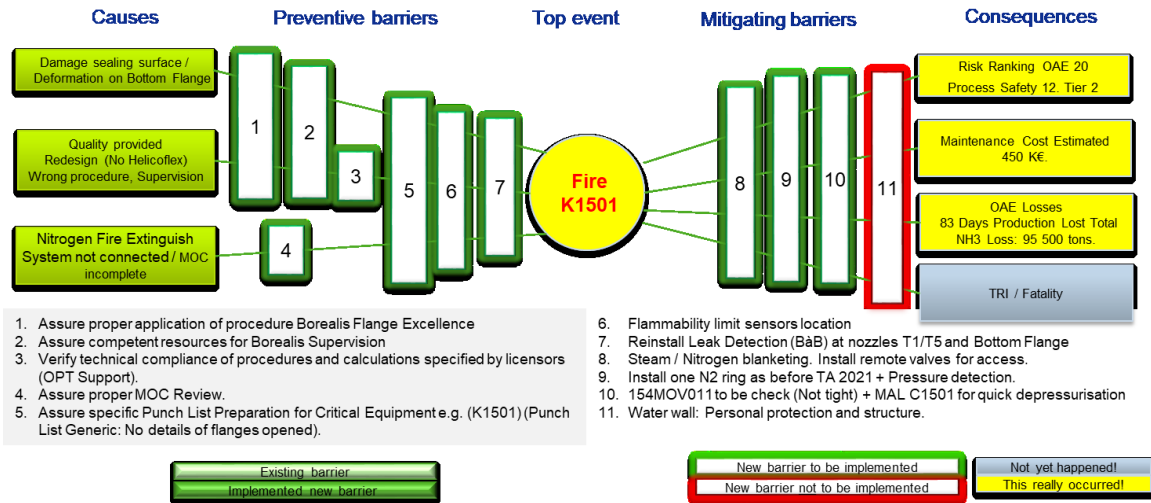 Causes
Preventive barriers
Top event
Mitigating barriers
Consequences
Damage sealing surface /
Deformation on Bottom Flange
Quality provided
Redesign (No Helicoflex)
Wrong procedure, Supervision
Nitrogen Fire Extinguish
System not connected / MOC
incomplete
1
2
3
4
5
6
7
Fire
K1501
8
9
10
11
Risk Ranking OAE 20
Process Safety 12. Tier 2
Maintenance Cost Estimated
450 K€.
OAE Losses
83 Days Production Lost Total
NH3 Loss: 95 500 tons.
TRI / Fatality
1. Assure proper application of procedure Borealis Flange Excellence
2. Assure competent resources for Borealis Supervision
3. Verify technical compliance of procedures and calculations specified by licensors
(OPT Support).
4. Assure proper MOC Review.
5. Assure specific Punch List Preparation for Critical Equipment e.g. (K1501) (Punch
List Generic: No details of flanges opened).
6. Flammability limit sensors location
7. Reinstall Leak Detection (BàB) at nozzles T1/T5 and Bottom Flange
8. Steam / Nitrogen blanketing. Install remote valves for access.
9. Install one N2 ring as before TA 2021 + Pressure detection.
10. 154MOV011 to be check (Not tight) + MAL C1501 for quick depressurisation
11. Water wall: Personal protection and structure.
Existing barrier
Implemented new barrier
New barrier to be implemented
New barrier not to be implemented
Not yet happened!
This really occurred!